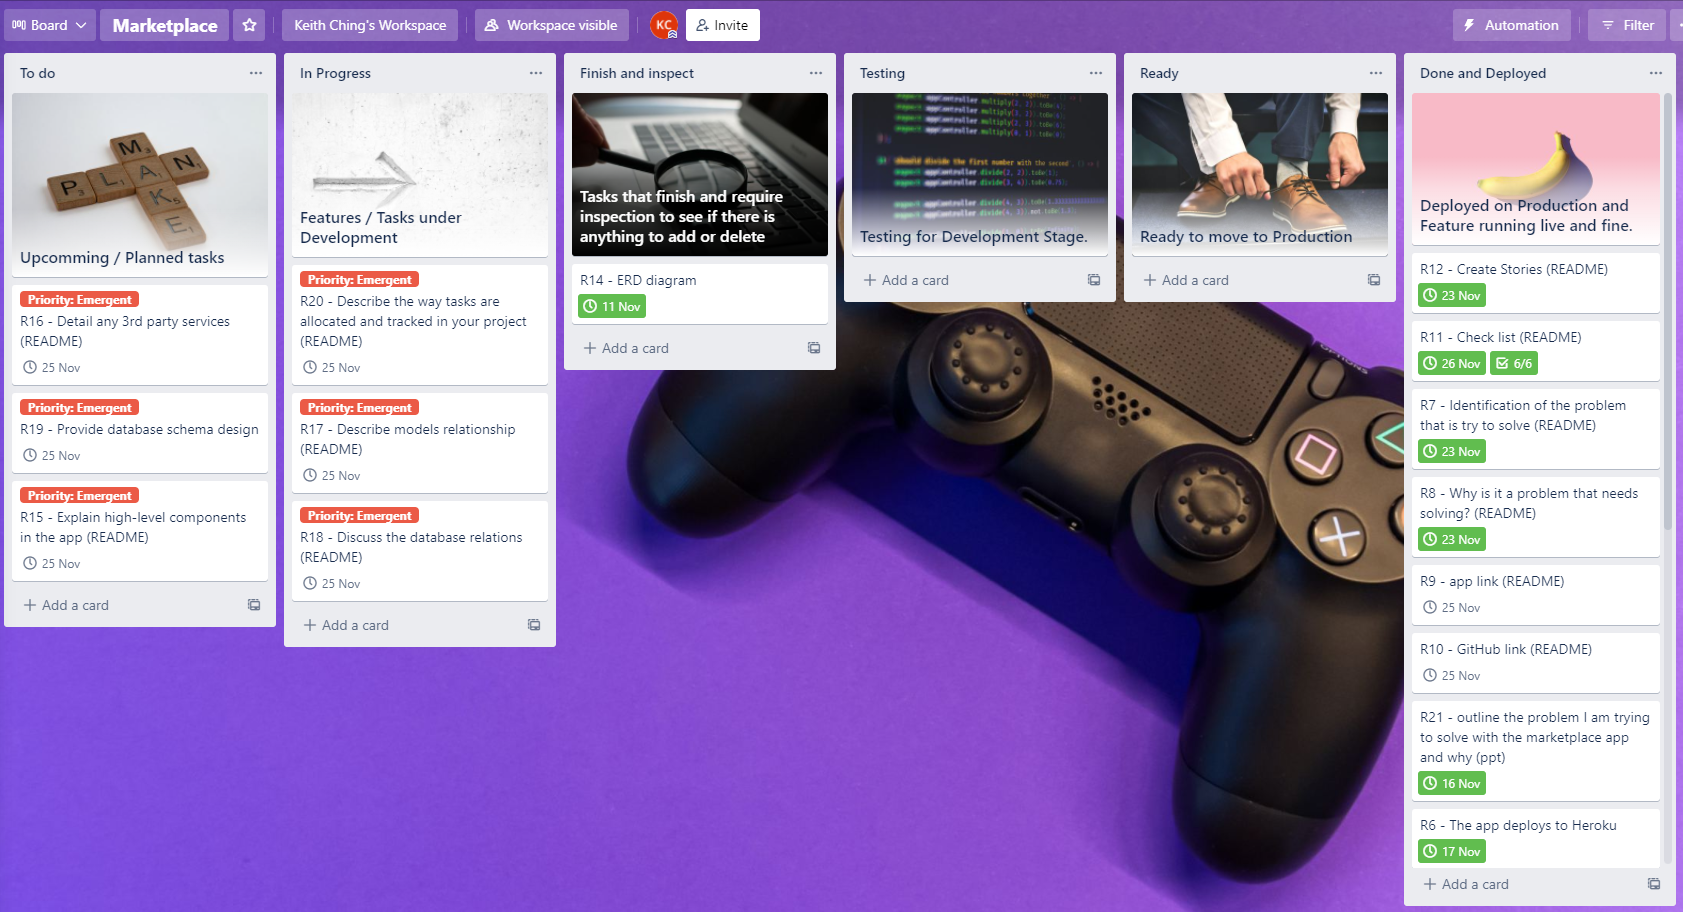 Board
Marketplace
Keith Ching's Workspace
Workspace visible
KC
Invite
Automation
Filter
To do
PLAN
MAKE
Upcomming / Planned tasks
Priority: Emergent
R16 - Detail any 3rd party services
(README)
25 Nov
Priority: Emergent
R19 - Provide database schema design
25 Nov
Priority: Emergent
R15 - Explain high-level components
in the app (README)
25 Nov
Add a card
In Progress
Features / Tasks under
Development
Priority: Emergent
R20 - Describe the way tasks are
allocated and tracked in your project
(README)
25 Nov
Priority: Emergent
R17 - Describe models relationship
(README)
25 Nov
Priority: Emergent
R18 - Discuss the database relations
(README)
25 Nov
Add a card
Finish and inspect
Tasks that finish and require
inspection to see if there is
anything to add or delete
R14 - ERD diagram
11 Nov
Add a card
Testing
divide the first number with the second
Testing for Development Stage.
Add a card
Ready
Ready to move to Production
Add a card
OPTIONS
Done and Deployed
Deployed on Production and
Feature running live and fine.
R12 - Create Stories (README)
23 Nov
R11 - Check list (README)
26 Nov 6/6
R7 - Identification of the problem
that is try to solve (README)
23 Nov
R8 - Why is it a problem that needs
solving? (README)
23 Nov
R9 - app link (README)
25 Nov
R10 - GitHub link (README)
25 Nov
R21 - outline the problem I am trying
to solve with the marketplace app
and why (ppt)
16 Nov
R6 - The app deploys to Heroku
17 Nov
Add a card